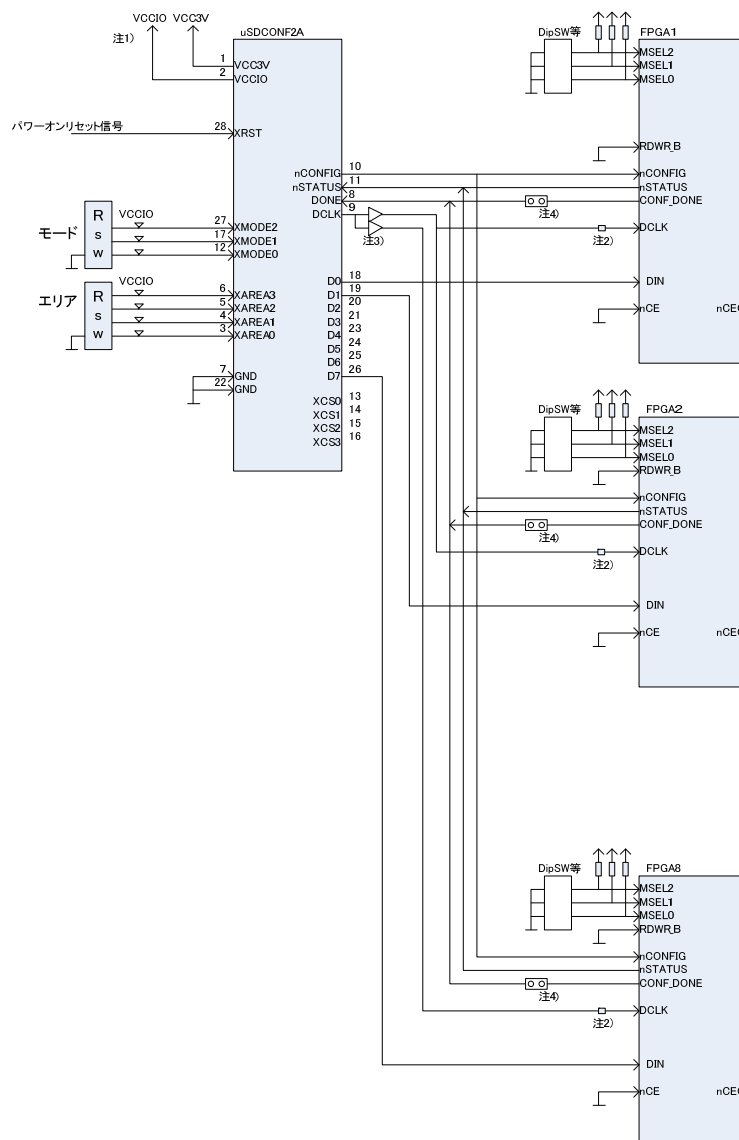 VCCIO VCC3V
注1)
uSDCONF2A
1 VCC3V
2 VCCIO
パワーオンリセット信号
28 XRST
nCONFIG 10
nSTATUS 11
DONE 8
DCLK 9
注3)
モード
R s w
VCCIO
27 XMODE2
17 XMODE1
12 XMODE0
エリア
R s w
VCCIO
6 XAREA3
5 XAREA2
4 XAREA1
3 XAREA0
D0 18
D1 19
D2 20
D3 21
D4 23
D5 24
D6 25
D7 26
7 GND
22 GND
XCS0 13
XCS1 14
XCS2 15
XCS3 16
DipSW等
FPGA1
MSEL2
MSEL1
MSEL0
RDWR_B
nCONFIG
nSTATUS
CONF_DONE
注4)
DCLK
注2)
DIN
nCE
DipSW等
FPGA2
MSEL2
MSEL1
MSEL0
RDWR_B
nCONFIG
nSTATUS
CONF_DONE
注4)
DCLK
注2)
DIN
nCE
DipSW等
FPGA8
MSEL2
MSEL1
MSEL0
RDWR_B
nCONFIG
nSTATUS
CONF_DONE
注4)
DCLK
注2)
DIN
nCE